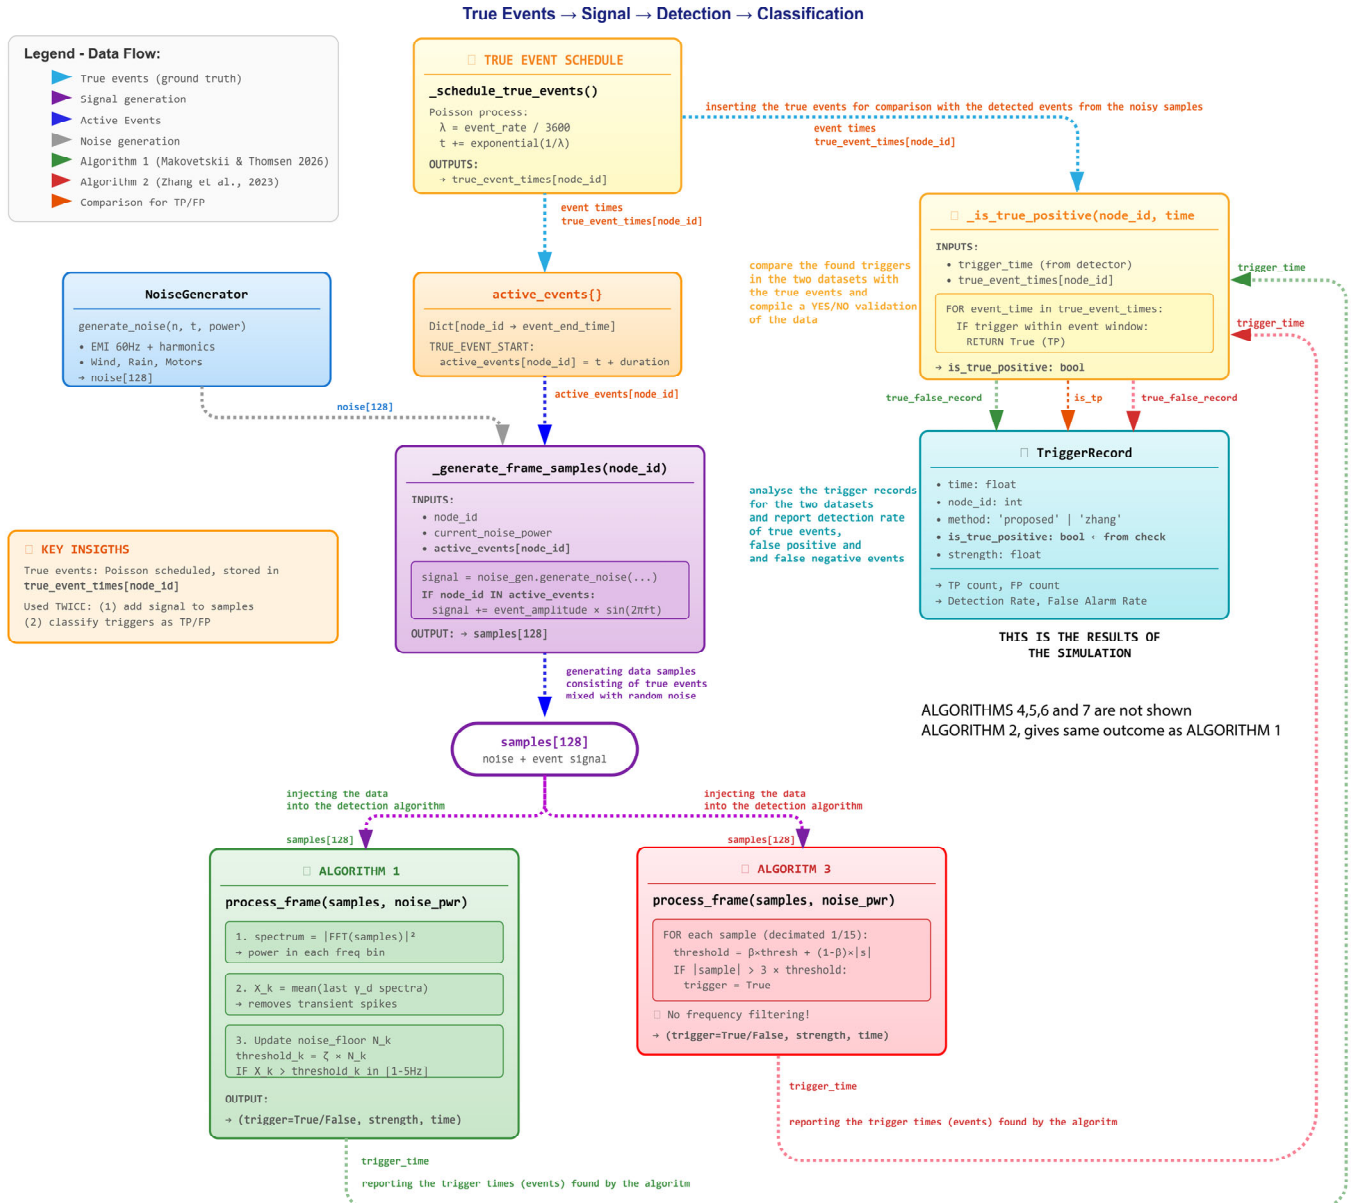 True Events → Signal → Detection → Classification
Legend - Data Flow:
True events (ground truth)
Signal generation
Active Events
Noise generation
Algorithm 1 (Makovetskii & Thomsen 2026)
Algorithm 2 (Zhang et al., 2023)
Comparison for TP/FP
TRUE EVENT SCHEDULE
_schedule_true_events()
Poisson process:
λ = event_rate / 3600
t += exponential(1/λ)
OUTPUTS:
→ true_event_times[node_id]
inserting the true events for comparison with the detected events from the noisy samples
event times
true_event_times[node_id]
event times
true_event_times[node_id]
_is_true_positive(node_id, time
INPUTS:
• trigger_time (from detector)
• true_event_times[node_id]
FOR event_time in true_event_times:
IF trigger within event window:
RETURN True (TP)
→ is_true_positive: bool
compare the found triggers
in the two datasets with
the true events and
compile a YES/NO validation
of the data
trigger_time
trigger_time
NoiseGenerator
generate_noise(n, t, power)
• EMI 60Hz + harmonics
• Wind, Rain, Motors
→ noise[128]
active_events{}
Dict[node_id → event_end_time]
TRUE_EVENT_START:
active_events[node_id] = t + duration
noise[128]
active_events[node_id]
true_false_record
is_tp
true_false_record
_generate_frame_samples(node_id)
INPUTS:
• node_id
• current_noise_power
• active_events[node_id]
signal = noise_gen.generate_noise(...)
IF node_id IN active_events:
signal += event_amplitude × sin(2πft)
OUTPUT: → samples[128]
analyse the trigger records
for the two datasets
and report detection rate
of true events,
false positive and
and false negative events
TriggerRecord
• time: float
• node_id: int
• method: 'proposed' | 'zhang'
• is_true_positive: bool ← from check
• strength: float
→ TP count, FP count
→ Detection Rate, False Alarm Rate
THIS IS THE RESULTS OF
THE SIMULATION
KEY INSIGTHS
True events: Poisson scheduled, stored in
true_event_times[node_id]
Used TWICE: (1) add signal to samples
(2) classify triggers as TP/FP
generating data samples
consisting of true events
mixed with random noise
ALGORITHMS 4,5,6 and 7 are not shown
ALGORITHM 2, gives same outcome as ALGORITHM 1
samples[128]
noise + event signal
injecting the data
into the detection algorithm
injecting the data
into the detection algorithm
samples[128]
samples[128]
ALGORITHM 1
process_frame(samples, noise_pwr)
1. spectrum = |FFT(samples)|²
→ power in each freq bin
2. X_k = mean(last γ_d spectra)
→ removes transient spikes
3. Update noise_floor N_k
threshold_k = ζ × N_k
IF X_k > threshold_k in [1-5Hz]
OUTPUT:
→ (trigger=True/False, strength, time)
ALGORITM 3
process_frame(samples, noise_pwr)
FOR each sample (decimated 1/15):
threshold = β×thresh + (1-β)×|s|
IF |sample| > 3 × threshold:
trigger = True
No frequency filtering!
→ (trigger=True/False, strength, time)
trigger_time
reporting the trigger times (events) found by the algoritm
trigger_time
reporting the trigger times (events) found by the algoritm